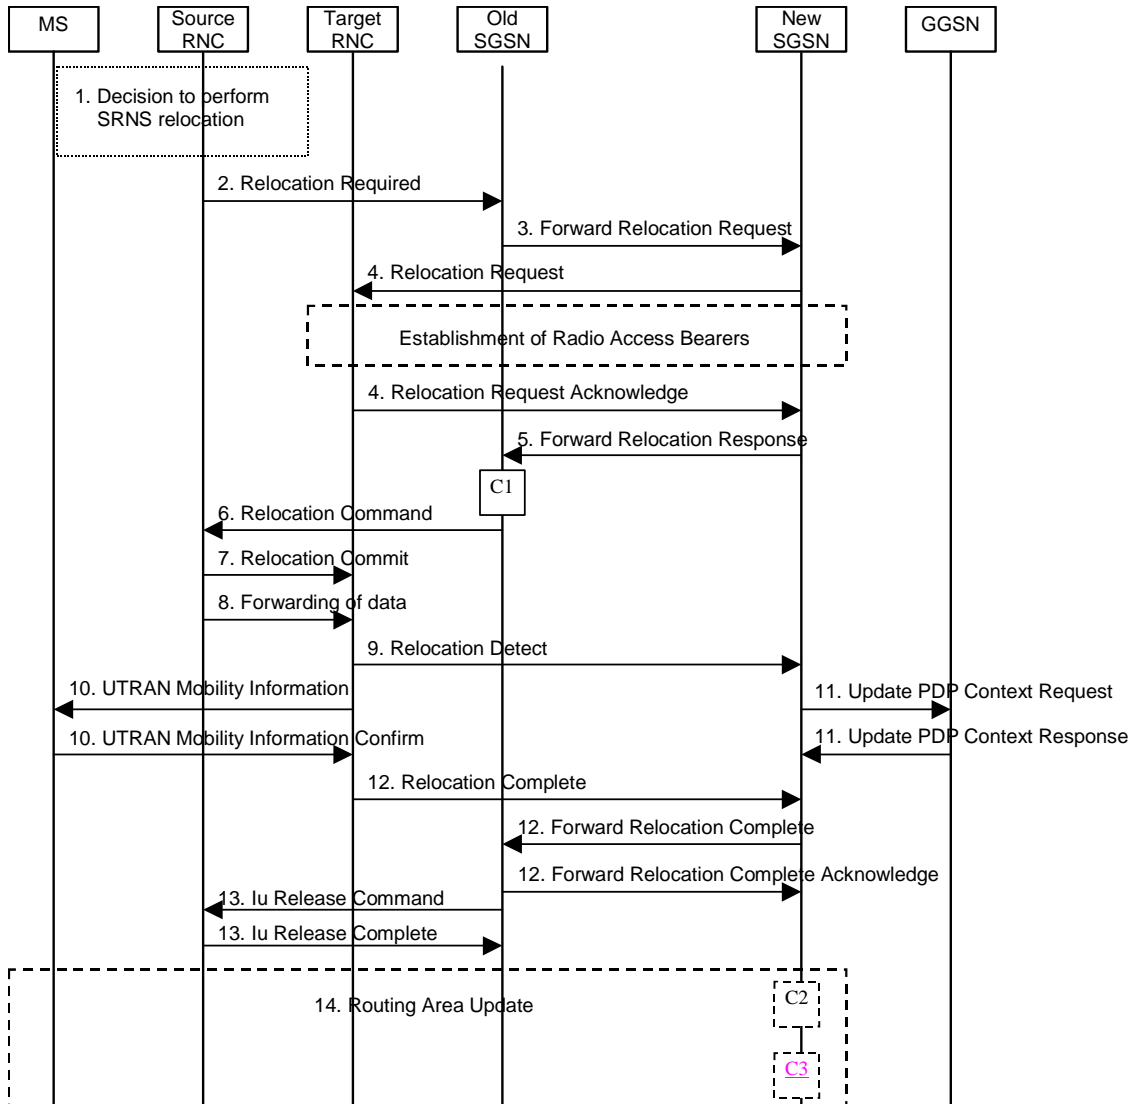 MS
Source
RNC
Target
RNC
Old
SGSN
New
SGSN
GGSN
1. Decision to perform
SRNS relocation
2. Relocation Required
3. Forward Relocation Request
4. Relocation Request
Establishment of Radio Access Bearers
4. Relocation Request Acknowledge
5. Forward Relocation Response
C1
6. Relocation Command
7. Relocation Commit
8. Forwarding of data
9. Relocation Detect
10. UTRAN Mobility Information
11. Update PDP Context Request
10. UTRAN Mobility Information Confirm
11. Update PDP Context Response
12. Relocation Complete
12. Forward Relocation Complete
12. Forward Relocation Complete Acknowledge
13. Iu Release Command
13. Iu Release Complete
14. Routing Area Update
C2
C3